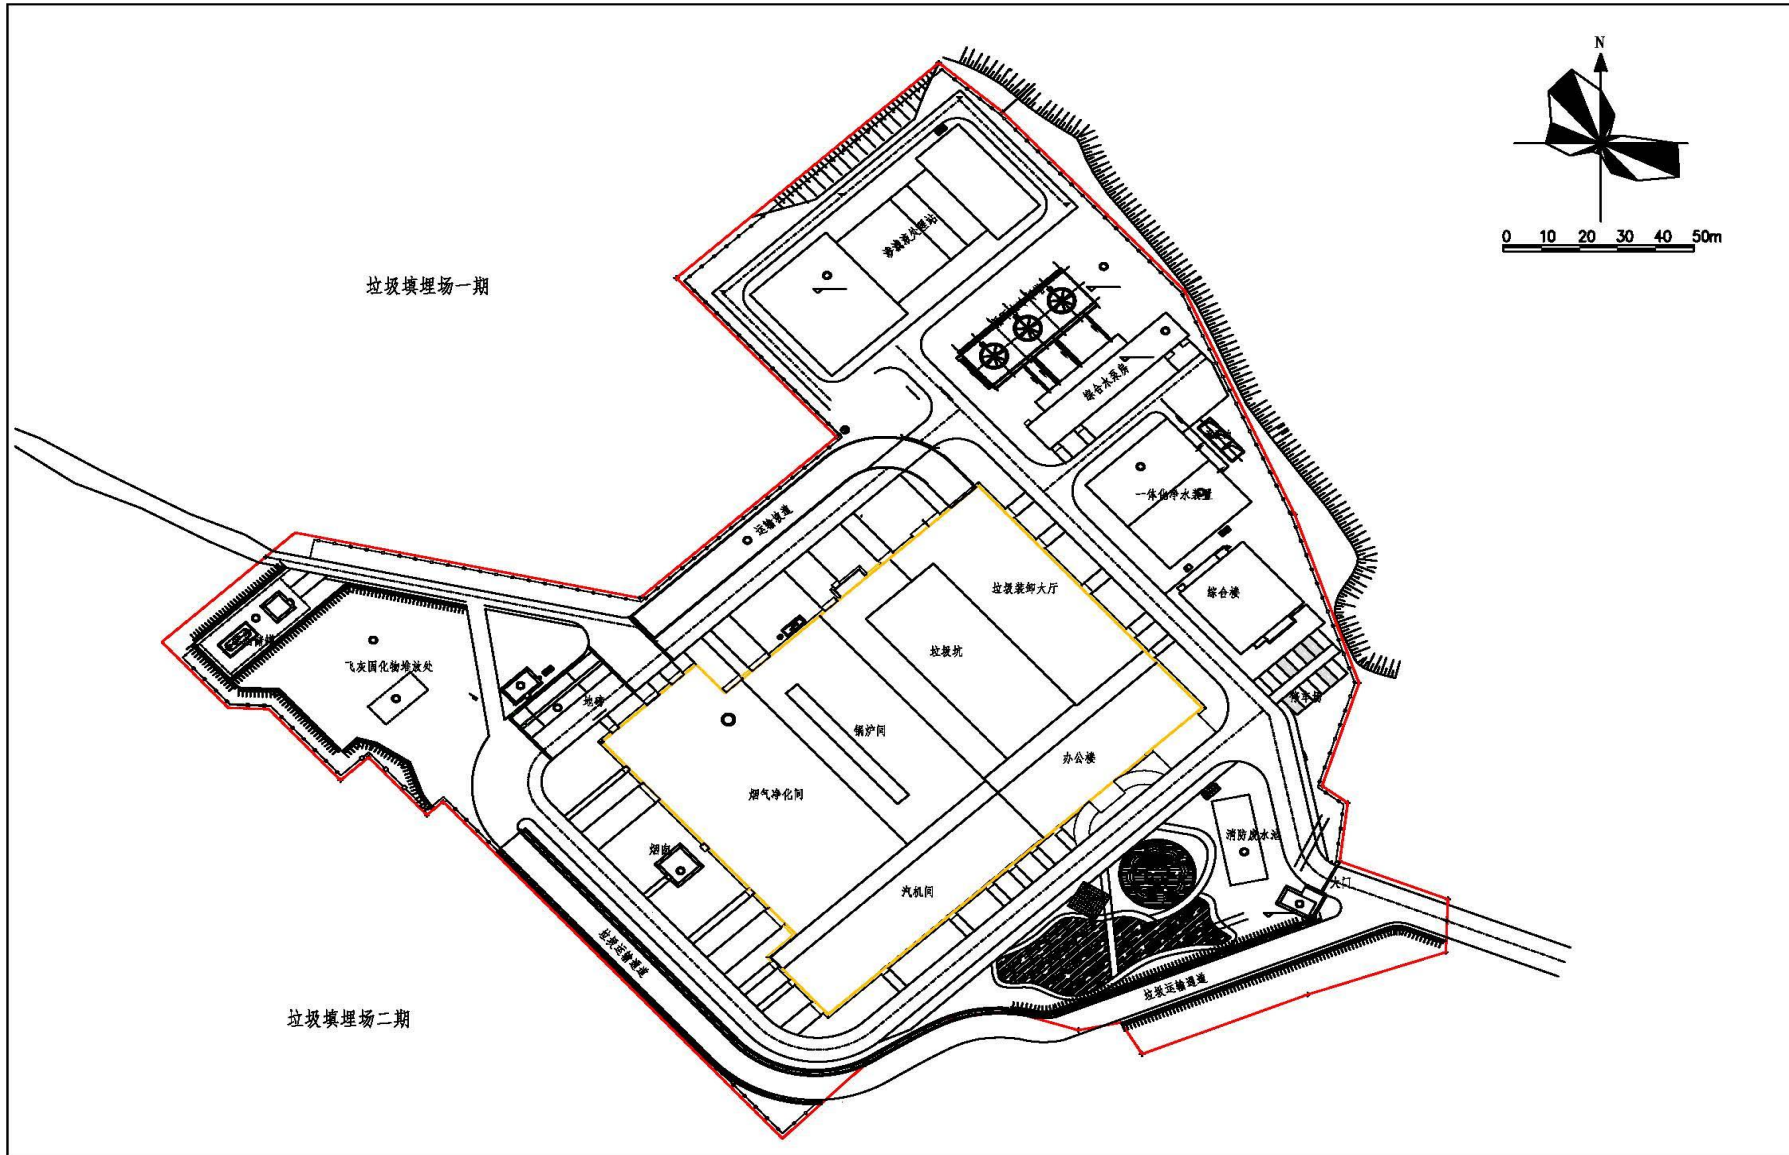 N
0 10 20 30 40 50m
渗滤液处理站
垃圾填埋场一期
综合水泵房
一体化净水装置
运输坡道
垃圾装卸大厅
综合楼
垃圾坑
飞灰固化物堆放处
地磅
停车场
锅炉间
办公楼
烟气净化间
消防废水池
烟囱
汽机间
大门
垃圾运输通道
垃圾运输通道
垃圾填埋场二期